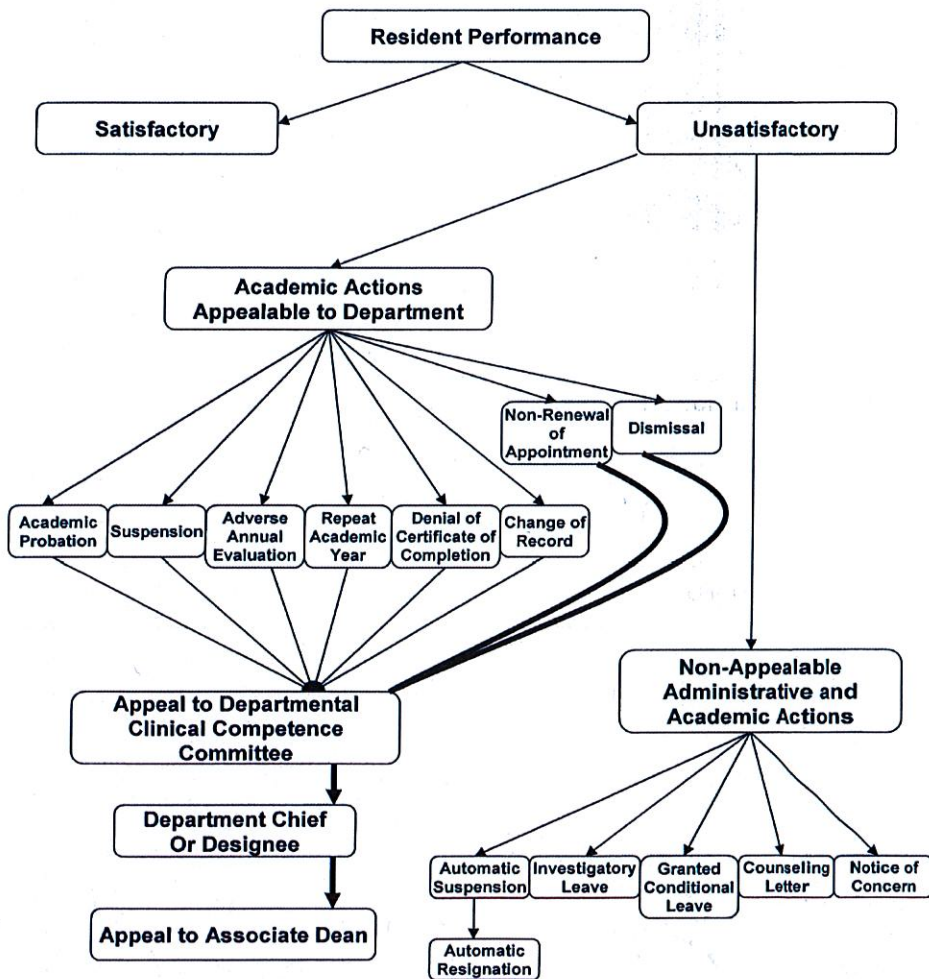 Resident Performance
Satisfactory
Unsatisfactory
Academic Actions
Appealable to Department
Non-Renewal
of
Appointment
Dismissal
Academic
Probation
Suspension
Adverse
Annual
Evaluation
Repeat
Academic
Year
Denial of
Certificate of
Completion
Change of
Record
Appeal to Departmental
Clinical Competence
Committee
Non-Appealable
Administrative and
Academic Actions
Department Chief
Or Designee
Appeal to Associate Dean
Automatic
Suspension
Investigatory
Leave
Granted
Conditional
Leave
Counseling
Letter
Notice of
Concern
Automatic
Resignation